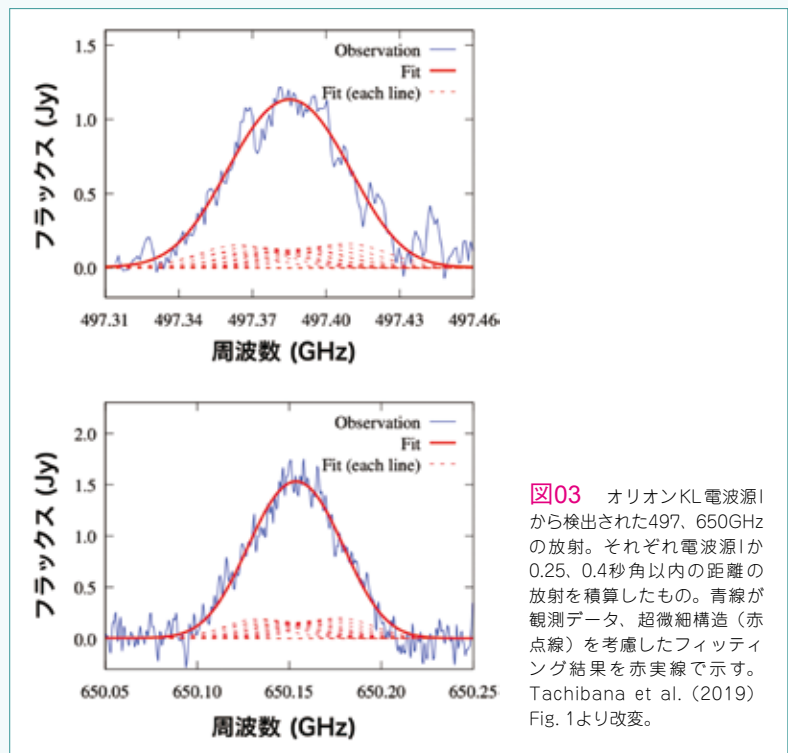 1.5
1.0
0.5
0.0
フラックス (Jy)
Observation
Fit
Fit (each line)
497.31 497.34 497.37 497.40 497.43 497.46
周波数 (GHz)
2.0
1.5
1.0
0.5
0.0
フラックス (Jy)
Observation
Fit
Fit (each line)
650.05 650.10 650.15 650.20 650.25
周波数 (GHz)
図03 オリオンKL電波源I
から検出された497、650GHz
の放射。それぞれ電波源Iか
0.25、0.4秒角以内の距離の
放射を積算したもの。青線が
観測データ、超微細構造（赤
点線）を考慮したフィッティ
ング結果を赤実線で示す。
Tachibana et al.（2019）
Fig. 1より改変。